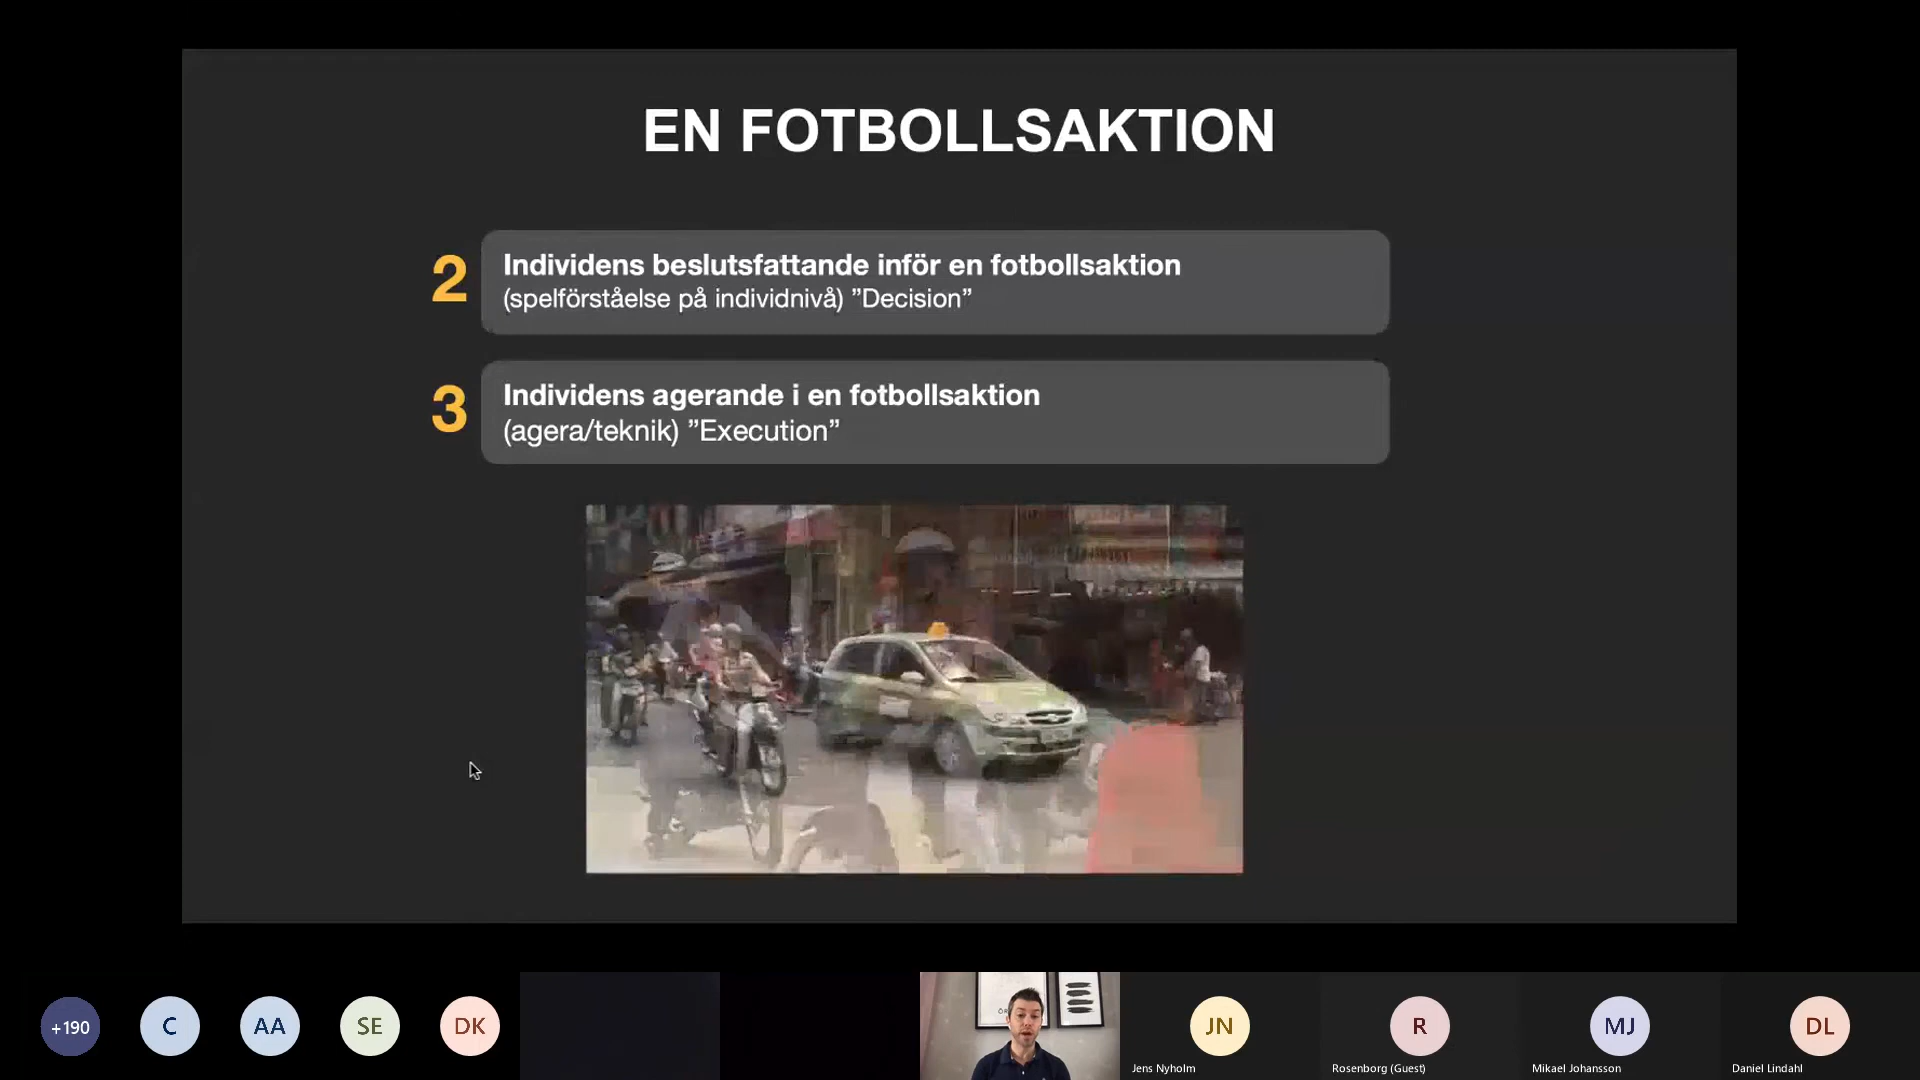 EN FOTBOLLSAKTION
2
Individens beslutsfattande inför en fotbollsaktion
(spelförståelse på individnivå) ”Decision”
3
Individens agerande i en fotbollsaktion
(agera/teknik) ”Execution”
+190
C
AA
SE
DK
JN
R
MJ
DL
Jens Nyholm
Rosenborg (Guest)
Mikael Johansson
Daniel Lindahl